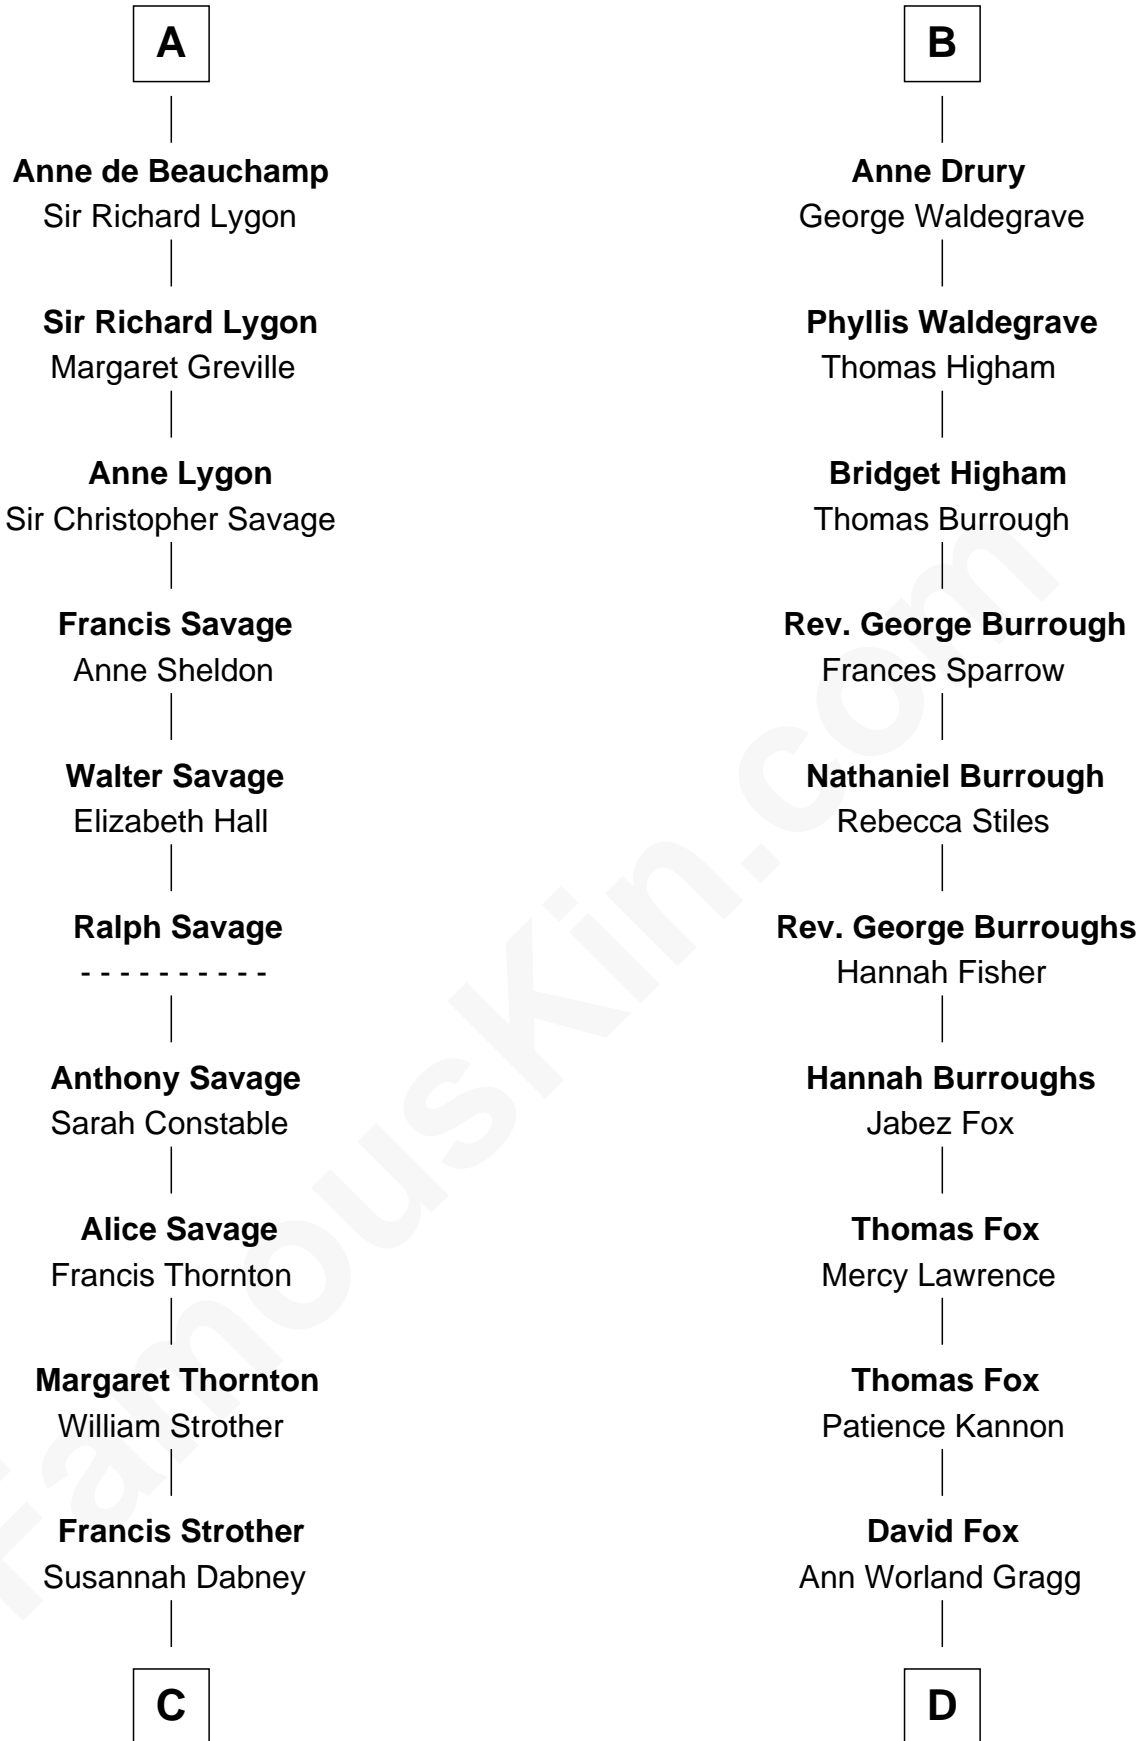 A
Anne de Beauchamp
Sir Richard Lygon
Sir Richard Lygon
Margaret Greville
Anne Lygon
Sir Christopher Savage
Francis Savage
Anne Sheldon
Walter Savage
Elizabeth Hall
Ralph Savage
- - - - - - - - - -
Anthony Savage
Sarah Constable
Alice Savage
Francis Thornton
Margaret Thornton
William Strother
Francis Strother
Susannah Dabney
C
B
Anne Drury
George Waldegrave
Phyllis Waldegrave
Thomas Higham
Bridget Higham
Thomas Burrough
Rev. George Burrough
Frances Sparrow
Nathaniel Burrough
Rebecca Stiles
Rev. George Burroughs
Hannah Fisher
Hannah Burroughs
Jabez Fox
Thomas Fox
Mercy Lawrence
Thomas Fox
Patience Kannon
David Fox
Ann Worland Gragg
D
FamousKin.com